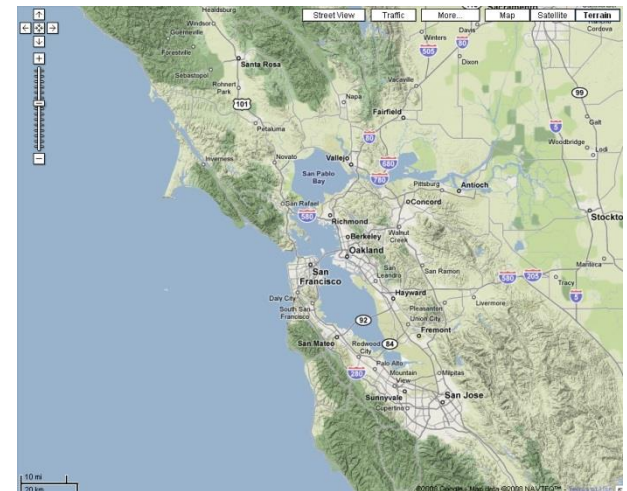 Healdsburg
Sacramento
Street View
Traffic
More...
Map
Satellite
Terrain
Windsor
Guerneville
Winters
Davis
80
Rancho
Cordova
505
Forestville
Santa Rosa
Dixon
Sebastopol
Rohnert
Park
Vacaville
99
101
Napa
Fairfield
Galt
Petaluma
5
80
Woodbridge
Lodi
Inverness
Novato
Vallejo
680
780
San Pablo
Bay
Pittsburg
Antioch
San Rafael
Concord
580
Richmond
Stockto
Berkeley
Walnut
Creek
Oakland
Manteca
San
Francisco
San
Leandro
San Ramon
580
205
Tracy
Daly City
Hayward
Livermore
5
South San
Francisco
Pleasanton
92
Union City
Fremont
San Mateo
Redwood
City
84
Palo Alto
280
Mountain
View
Milpitas
Sunnyvale
San Jose
Cupertino
10 mi
20 km
©2008 Google - Map data ©2008 NAVTEQ™ -